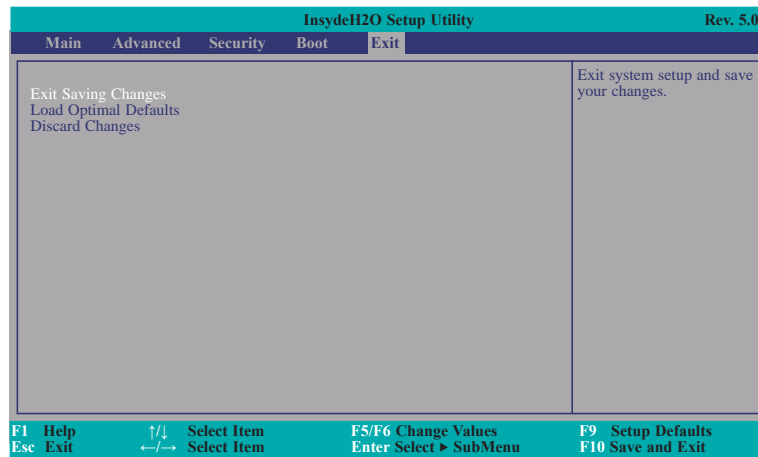 InsydeH2O Setup Utility Rev. 5.0
Main Advanced Security Boot Exit
Exit Saving Changes
Load Optimal Defaults
Discard Changes
Exit system setup and save
your changes.
F1 Help ↑/↓ Select Item F5/F6 Change Values F9 Setup Defaults
Esc Exit ←/→ Select Item Enter Select ► SubMenu F10 Save and Exit